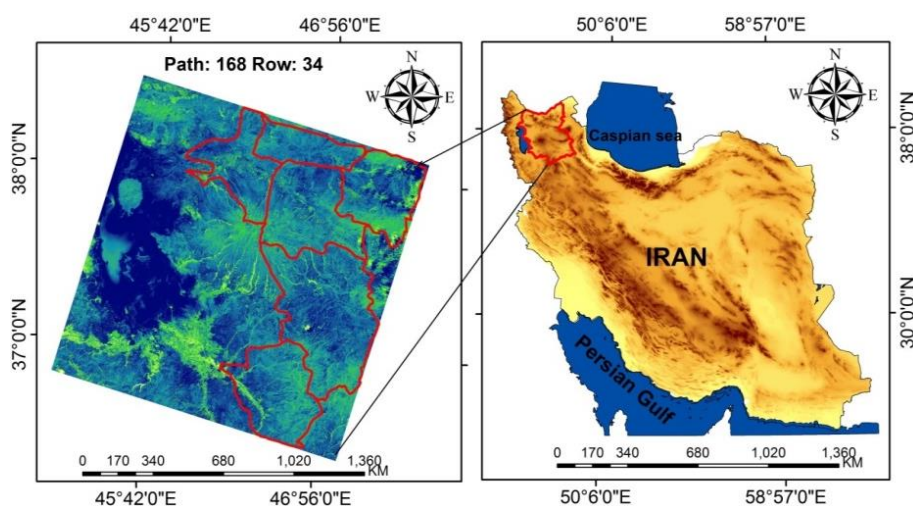 45°42'0"E 46°56'0"E
Path: 168 Row: 34
N
W E
S
38°0'0"N
37°0'0"N
0 170 340 680 1,020 1,360
KM
45°42'0"E 46°56'0"E
50°6'0"E 58°57'0"E
N
W E
S
Caspian sea
38°0'0"N
IRAN
30°0'0"N
Persian Gulf
0 170 340 680 1,020 1,360
KM
50°6'0"E 58°57'0"E